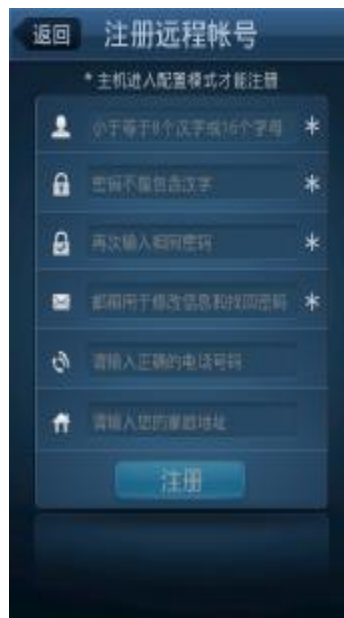 返回
注册远程帐号
* 主机进入配置模式才能注册
小于等于8个汉字或16个字母 *
密码不能包含汉字 *
再次输入相同密码 *
邮箱用于修改信息和找回密码 *
请输入正确的电话号码
请输入您的家庭地址
注册